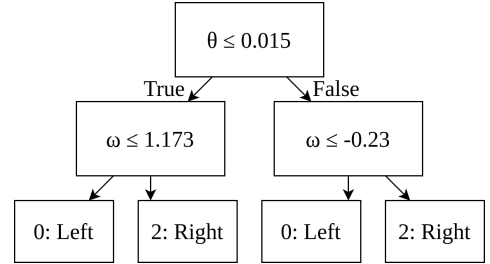 θ ≤ 0.015
True
False
ω ≤ 1.173
ω ≤ -0.23
0: Left
2: Right
0: Left
2: Right